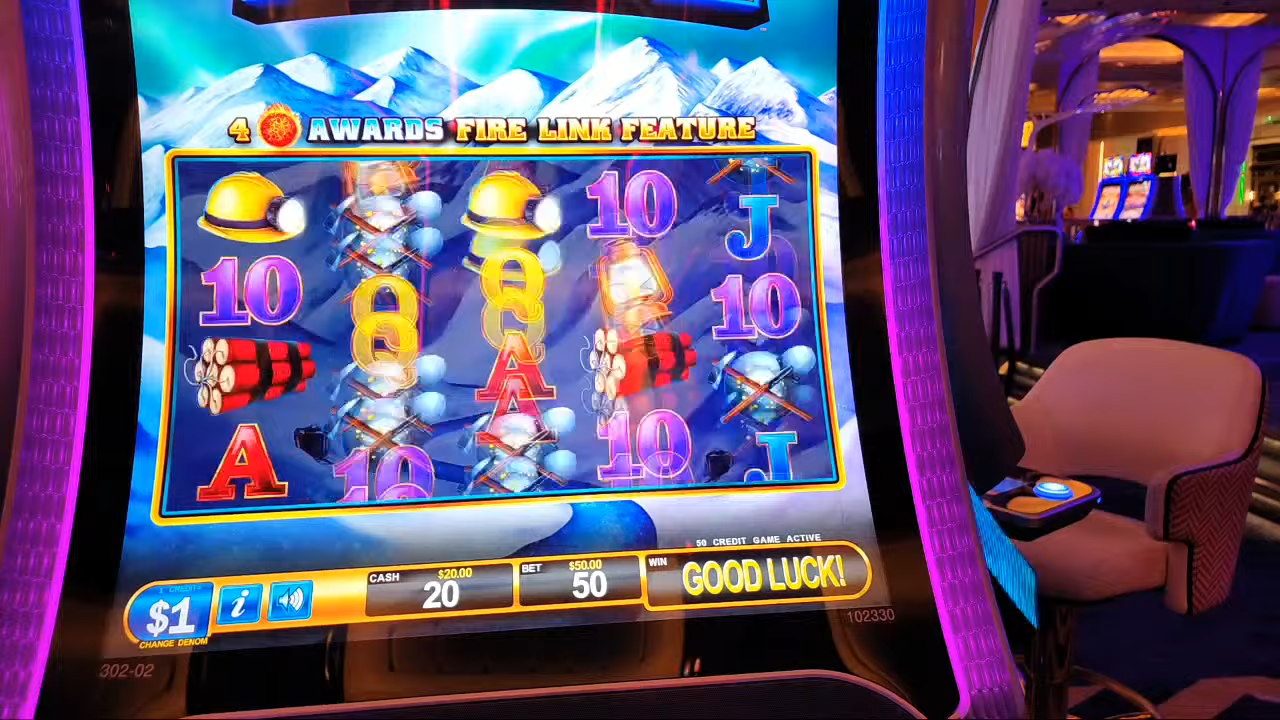 4 AWARDS FIRE LINK FEATURE
10 J
10 Q Q 10
Q Q A
A A 10
10 J
50 CREDIT GAME ACTIVE
1 CREDIT= $1 CHANGE DENOM
i
CASH $20.00 20
BET $50.00 50
WIN GOOD LUCK!
302-02
102330